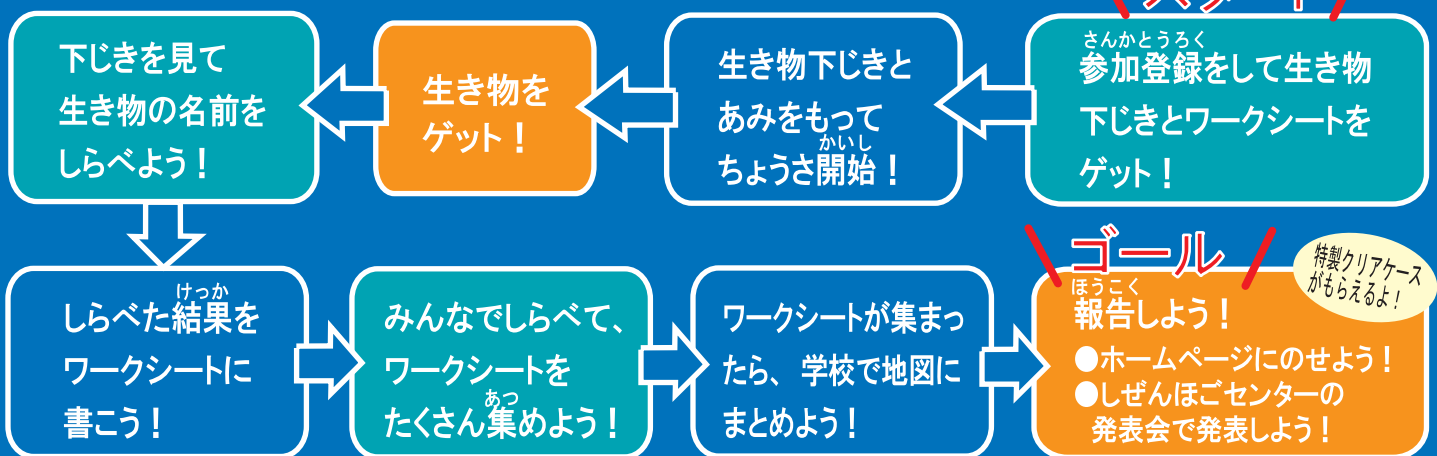 さんかとうろく
参加登録をして生き物
下じきとワークシートを
ゲット！
生き物下じきと
あみをもって
かいし
ちょうさ開始！
生き物を
ゲット！
下じきを見て
生き物の名前を
しらべよう！
けっか
しらべた結果を
ワークシートに
書こう！
みんなでしらべて、
ワークシートを
あつ
たくさん集めよう！
ワークシートが集まっ
たら、学校で地図に
まとめよう！
ゴール
特製クリアケース
がもらえるよ！
ほうこく
報告しよう！
●ホームページにのせよう！
●しぜんほごセンターの
発表会で発表しよう！